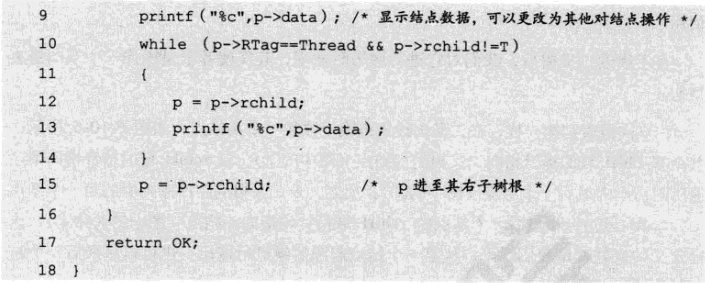 9 printf("%c",p->data); /* 显示结点数据，可以更改为其他对结点操作 */
10 while (p->RTag==Thread && p->rchild!=T)
11 {
12 p = p->rchild;
13 printf("%c",p->data);
14 }
15 p = p->rchild; /* p进至其右子树根 */
16 }
17 return OK;
18 }